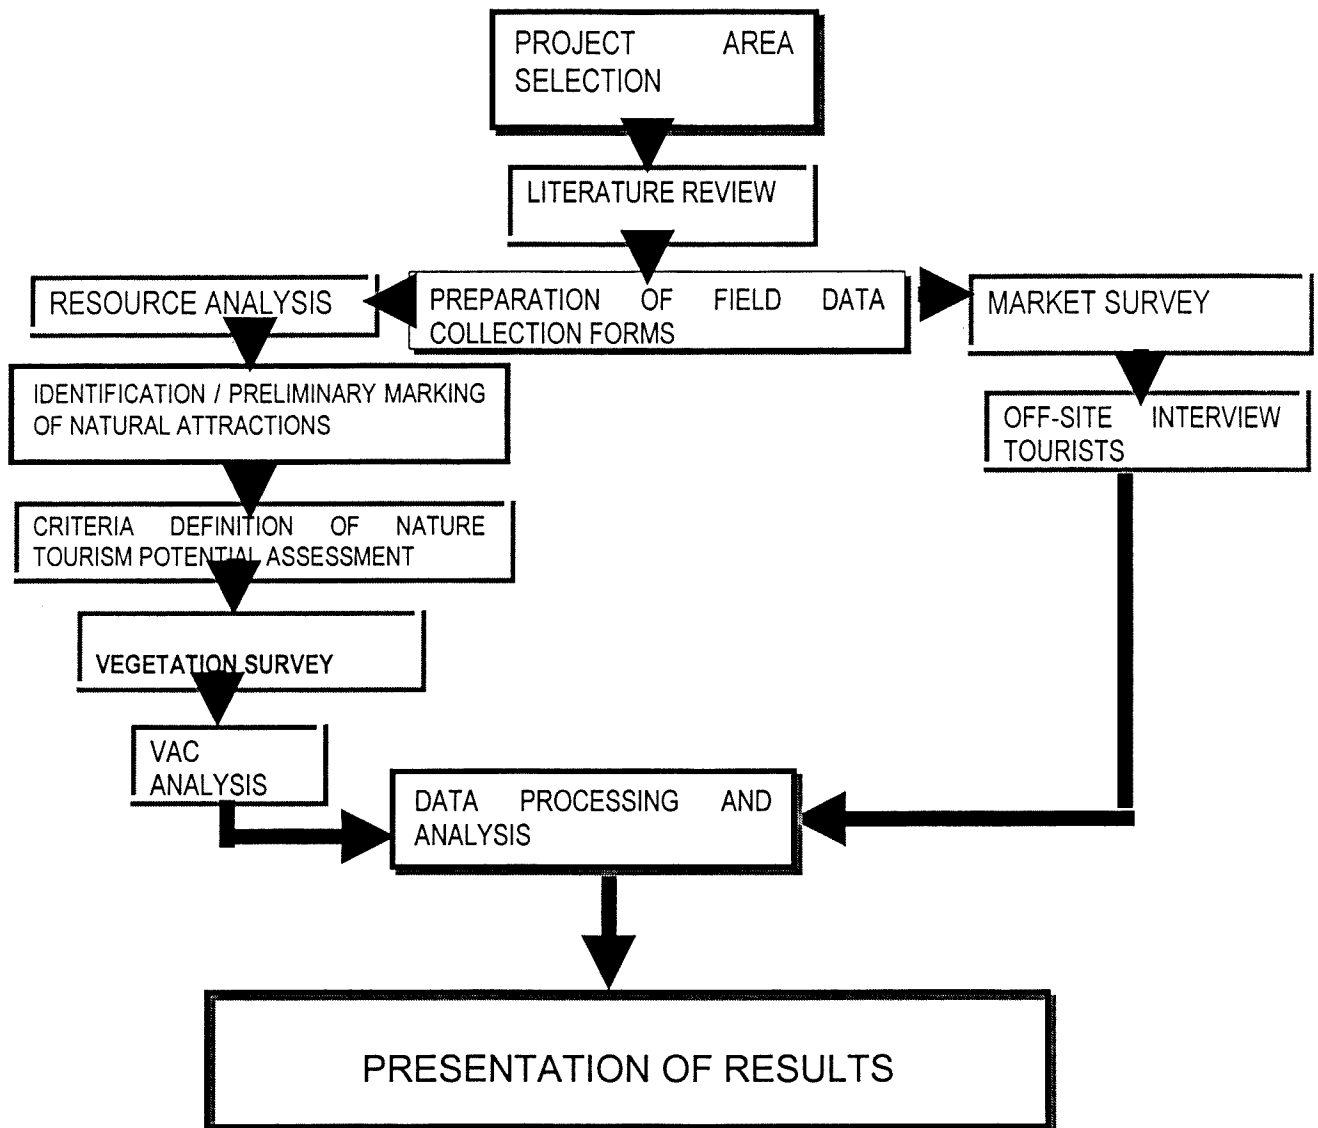 PROJECT AREA
SELECTION
LITERATURE REVIEW
RESOURCE ANALYSIS
PREPARATION OF FIELD DATA
COLLECTION FORMS
MARKET SURVEY
IDENTIFICATION / PRELIMINARY MARKING
OF NATURAL ATTRACTIONS
OFF-SITE INTERVIEW
TOURISTS
CRITERIA DEFINITION OF NATURE
TOURISM POTENTIAL ASSESSMENT
VEGETATION SURVEY
VAC
ANALYSIS
DATA PROCESSING AND
ANALYSIS
PRESENTATION OF RESULTS